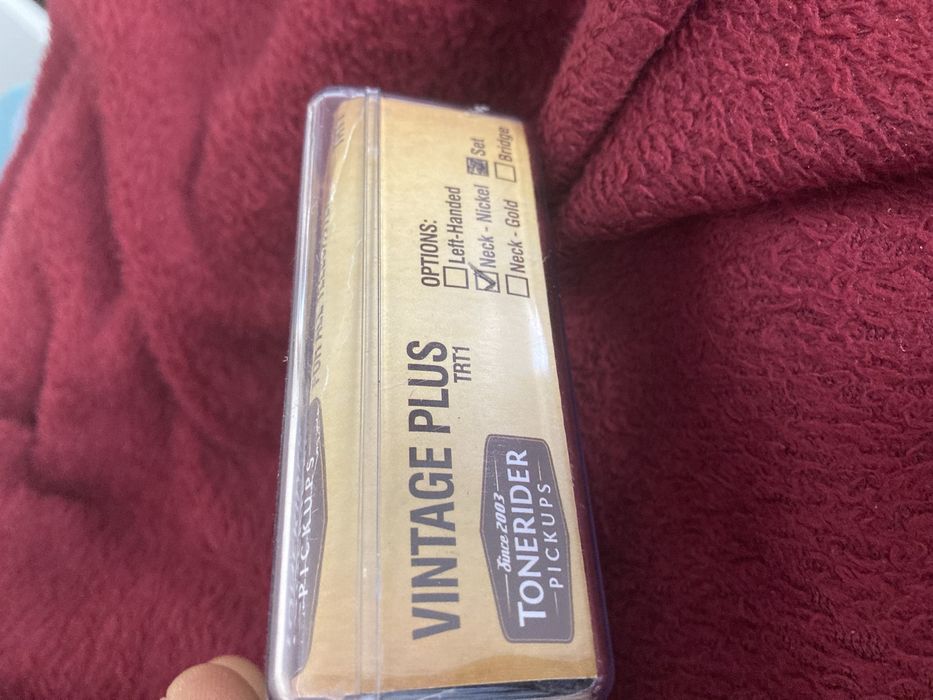 VINTAGE PLUS
TRT1
OPTIONS:
Left-Handed
Neck - Nickel Set
Neck - Gold Bridge
Since 2003
TONERIDER
PICKUPS
PICKUPS